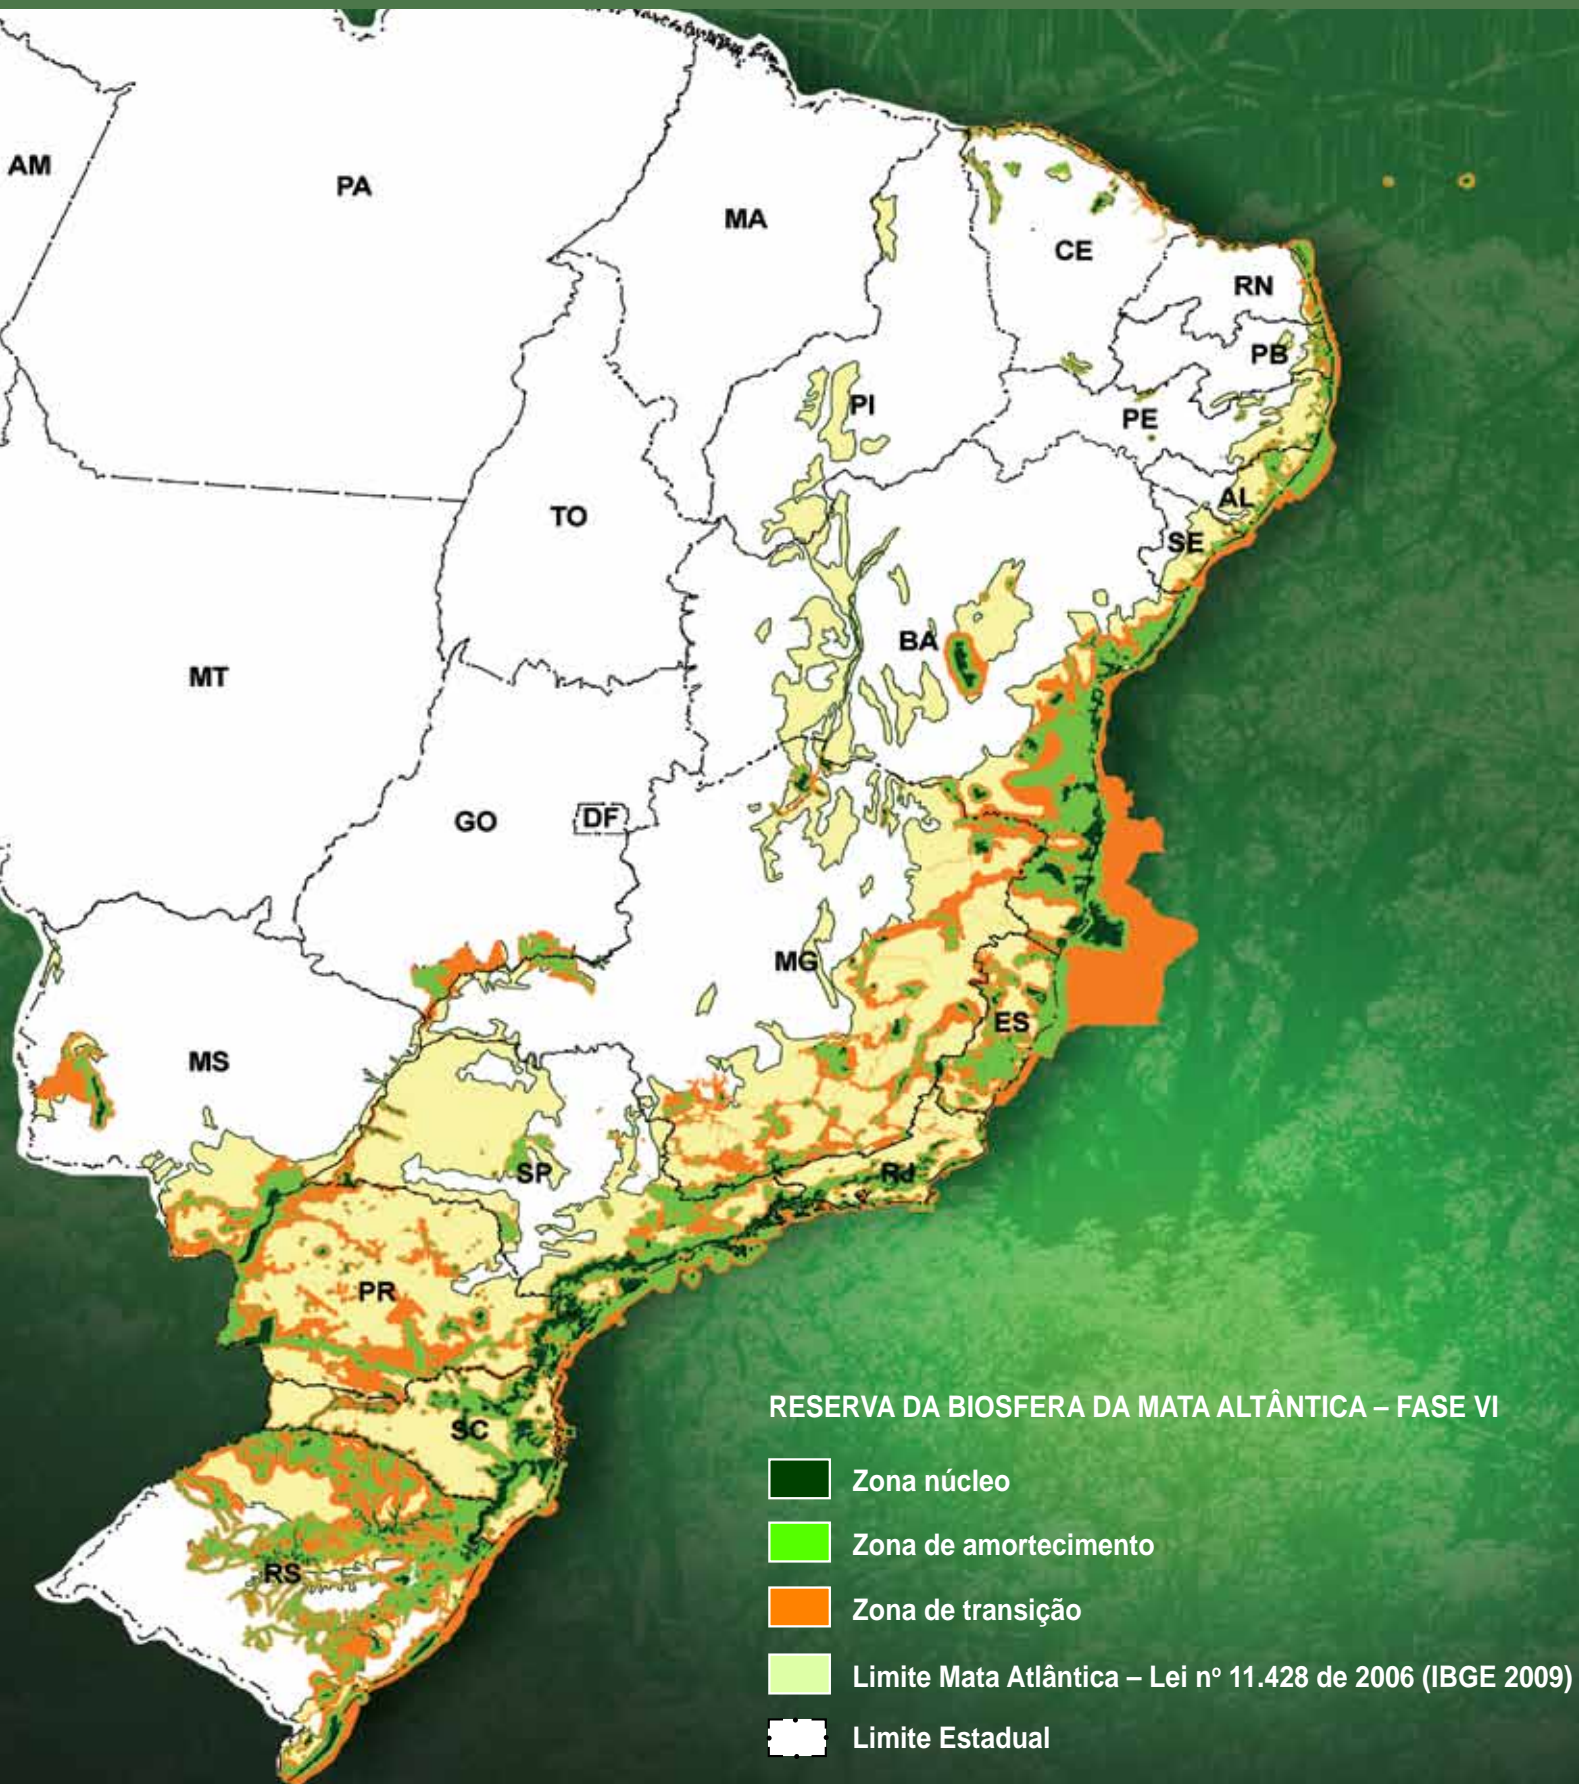 AM
PA
MA
CE
RN
PB
PI
PE
AL
SE
TO
BA
MT
GO
DF
MG
ES
MS
SP
RJ
PR
SC
RS
RESERVA DA BIOSFERA DA MATA ALTÂNTICA – FASE VI
Zona núcleo
Zona de amortecimento
Zona de transição
Limite Mata Atlântica – Lei nº 11.428 de 2006 (IBGE 2009)
Limite Estadual